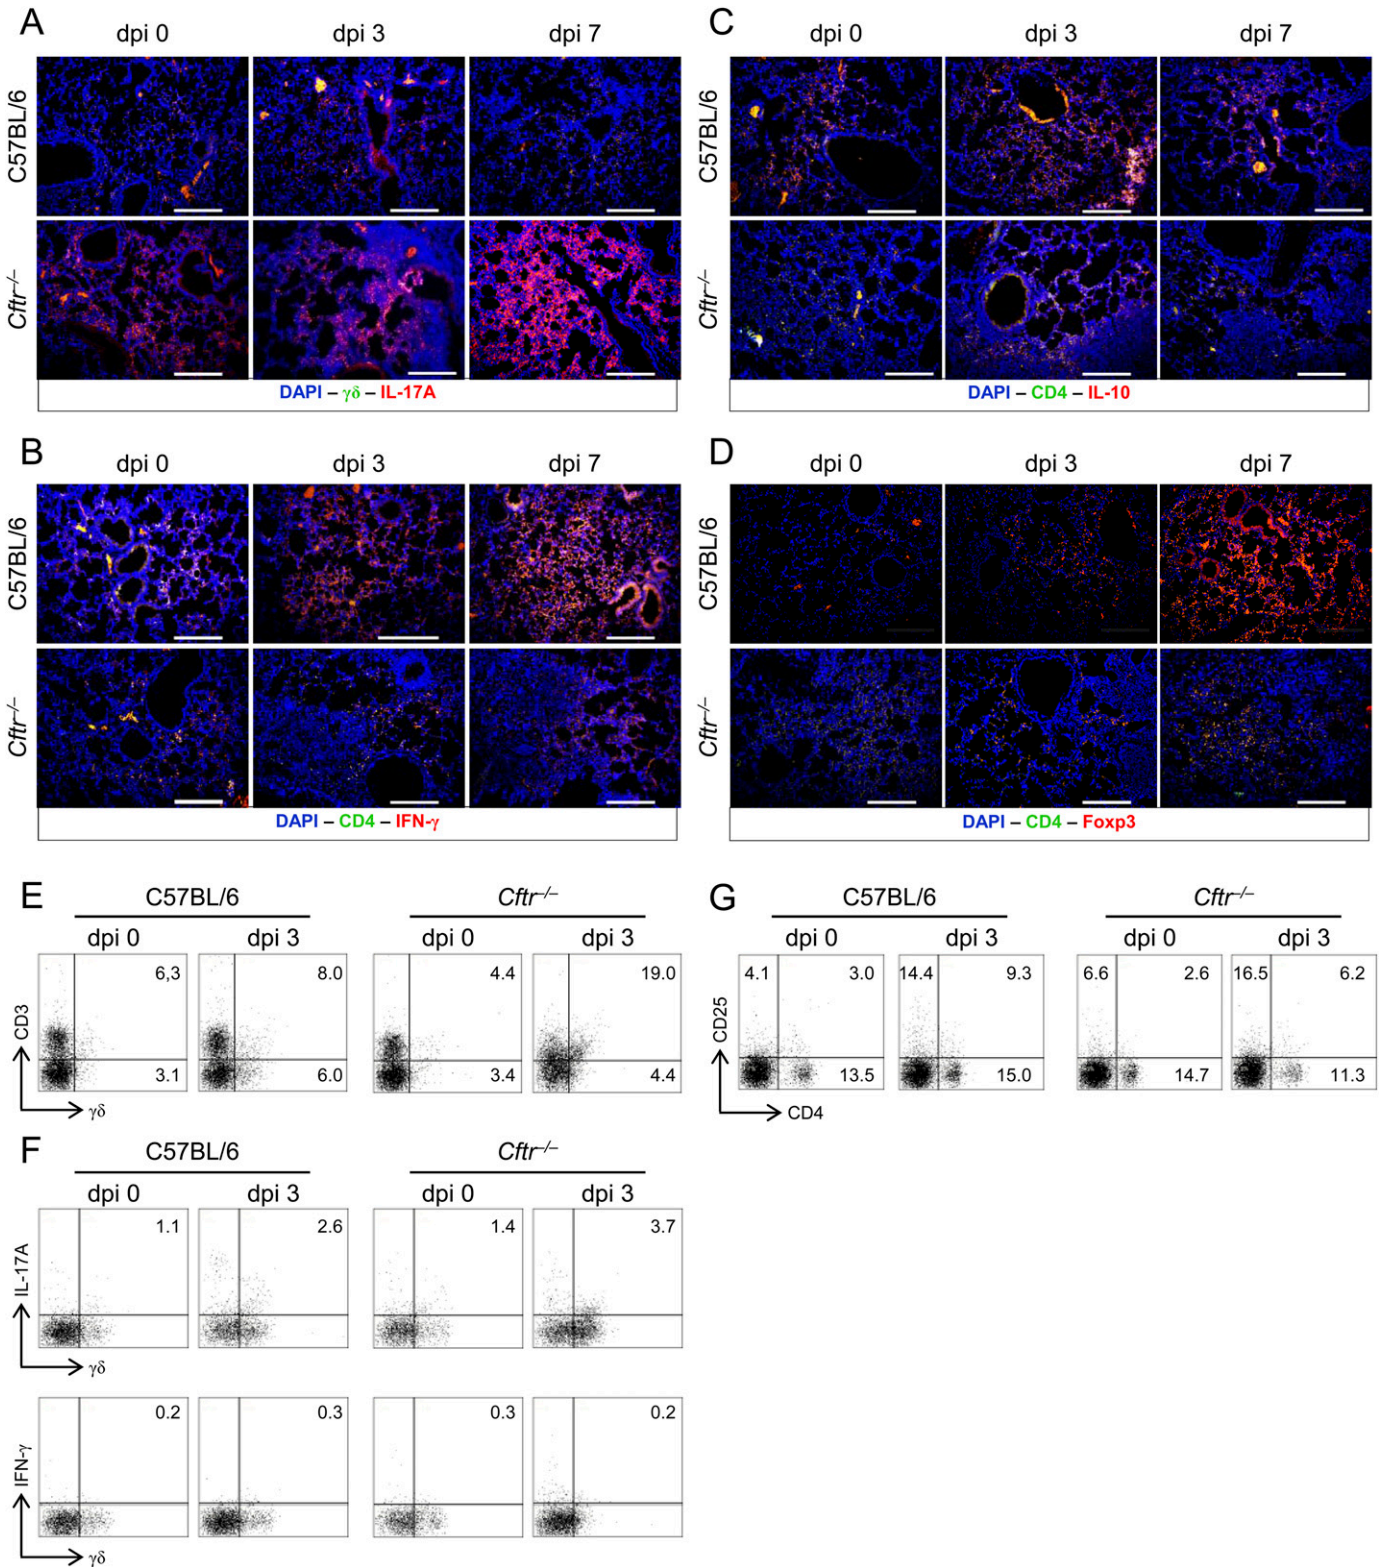 A
dpi 0 dpi 3 dpi 7
C57BL/6
Cftr–/–
DAPI – γδ – IL-17A
C
dpi 0 dpi 3 dpi 7
C57BL/6
Cftr–/–
DAPI – CD4 – IL-10
B
dpi 0 dpi 3 dpi 7
C57BL/6
Cftr–/–
DAPI – CD4 – IFN-γ
D
dpi 0 dpi 3 dpi 7
C57BL/6
Cftr–/–
DAPI – CD4 – Foxp3
E
C57BL/6 Cftr–/–
dpi 0 dpi 3 dpi 0 dpi 3
CD3
6,3 8.0 4.4 19.0
3.1 6.0 3.4 4.4
γδ
G
C57BL/6 Cftr–/–
dpi 0 dpi 3 dpi 0 dpi 3
CD25
4.1 3.0 14.4 9.3 6.6 2.6 16.5 6.2
13.5 15.0 14.7 11.3
CD4
F
C57BL/6 Cftr–/–
dpi 0 dpi 3 dpi 0 dpi 3
IL-17A
1.1 2.6 1.4 3.7
γδ
IFN-γ
0.2 0.3 0.3 0.2
γδ